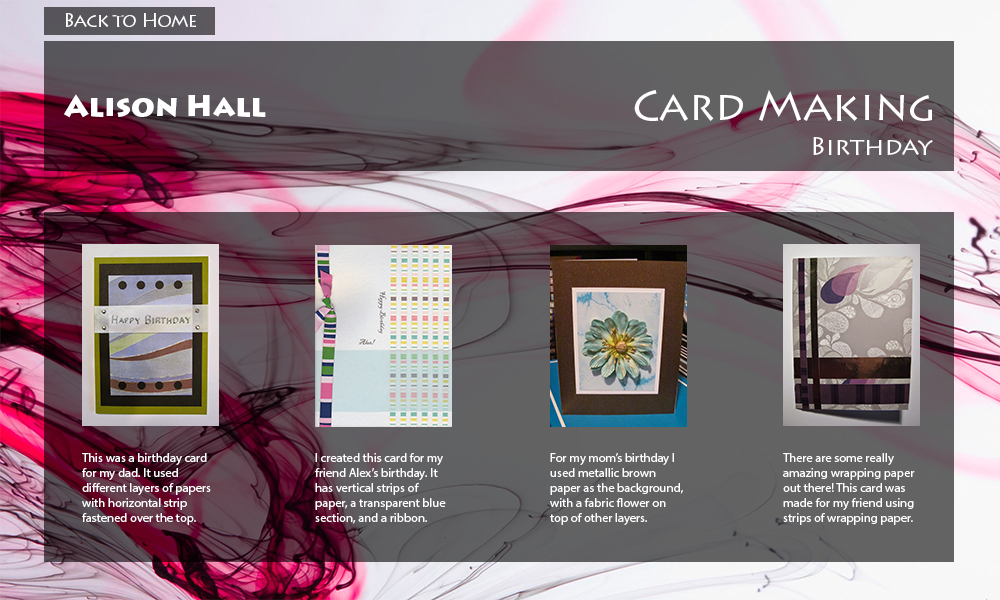 Back to Home
Alison Hall
Card Making
Birthday
Happy Birthday
Happy Birthday
Alex!
This was a birthday card
for my dad. It used
different layers of papers
with horizontal strip
fastened over the top.
I created this card for my
friend Alex’s birthday. It
has vertical strips of
paper, a transparent blue
section, and a ribbon.
For my mom’s birthday I
used metallic brown
paper as the background,
with a fabric flower on
top of other layers.
There are some really
amazing wrapping paper
out there! This card was
made for my friend using
strips of wrapping paper.